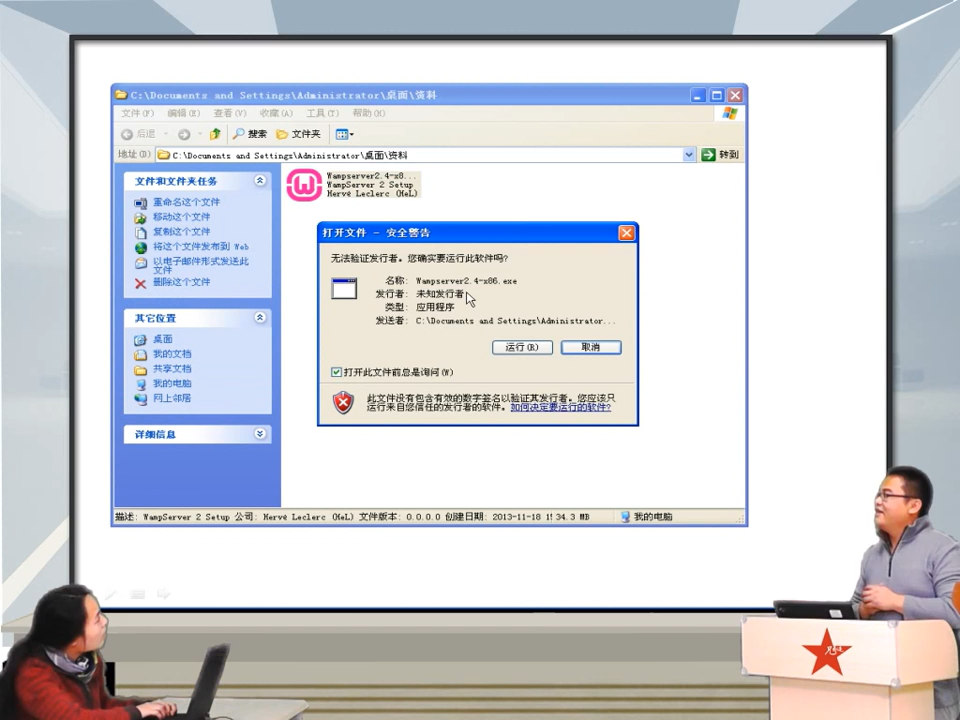 C:\Documents and Settings\Administrator\桌面\资料
文件(F) 编辑(E) 查看(V) 收藏(A) 工具(T) 帮助(H)
后退 搜索 文件夹
地址(D) C:\Documents and Settings\Administrator\桌面\资料 转到
文件和文件夹任务
重命名这个文件
移动这个文件
复制这个文件
将这个文件发布到 Web
以电子邮件形式发送此
文件
删除这个文件
其它位置
桌面
我的文档
共享文档
我的电脑
网上邻居
详细信息
Wampserver2.4-x8...
WampServer 2 Setup
Hervé Leclerc (HeL)
打开文件 - 安全警告
无法验证发行者。您确实要运行此软件吗?
名称: Wampserver2.4-x86.exe
发行者: 未知发行者
类型: 应用程序
发送者: C:\Documents and Settings\Administrator...
运行(R) 取消
打开此文件前总是询问(W)
此文件没有包含有效的数字签名以验证其发行者。您应该只
运行来自您信任的发行者的软件。如何决定要运行的软件?
描述: WampServer 2 Setup 公司: Hervé Leclerc (HeL) 文件版本: 0.0.0.0 创建日期: 2013-11-18 34.3 MB 我的电脑